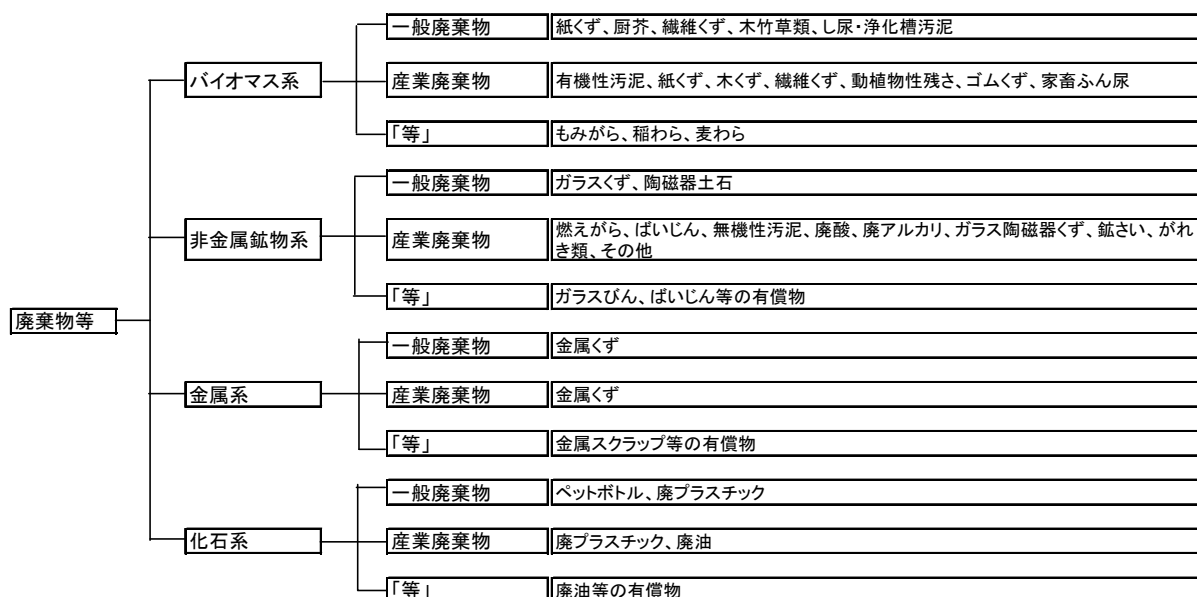 一般廃棄物
紙くず、厨芥、繊維くず、木竹草類、し尿・浄化槽汚泥
バイオマス系
産業廃棄物
有機性汚泥、紙くず、木くず、繊維くず、動植物性残さ、ゴムくず、家畜ふん尿
「等」
もみがら、稲わら、麦わら
一般廃棄物
ガラスくず、陶磁器土石
非金属鉱物系
産業廃棄物
燃えがら、ばいじん、無機性汚泥、廃酸、廃アルカリ、ガラス陶磁器くず、鉱さい、がれ
き類、その他
「等」
ガラスびん、ばいじん等の有償物
廃棄物等
一般廃棄物
金属くず
金属系
産業廃棄物
金属くず
「等」
金属スクラップ等の有償物
一般廃棄物
ペットボトル、廃プラスチック
化石系
産業廃棄物
廃プラスチック、廃油
「等」
廃油等の有償物